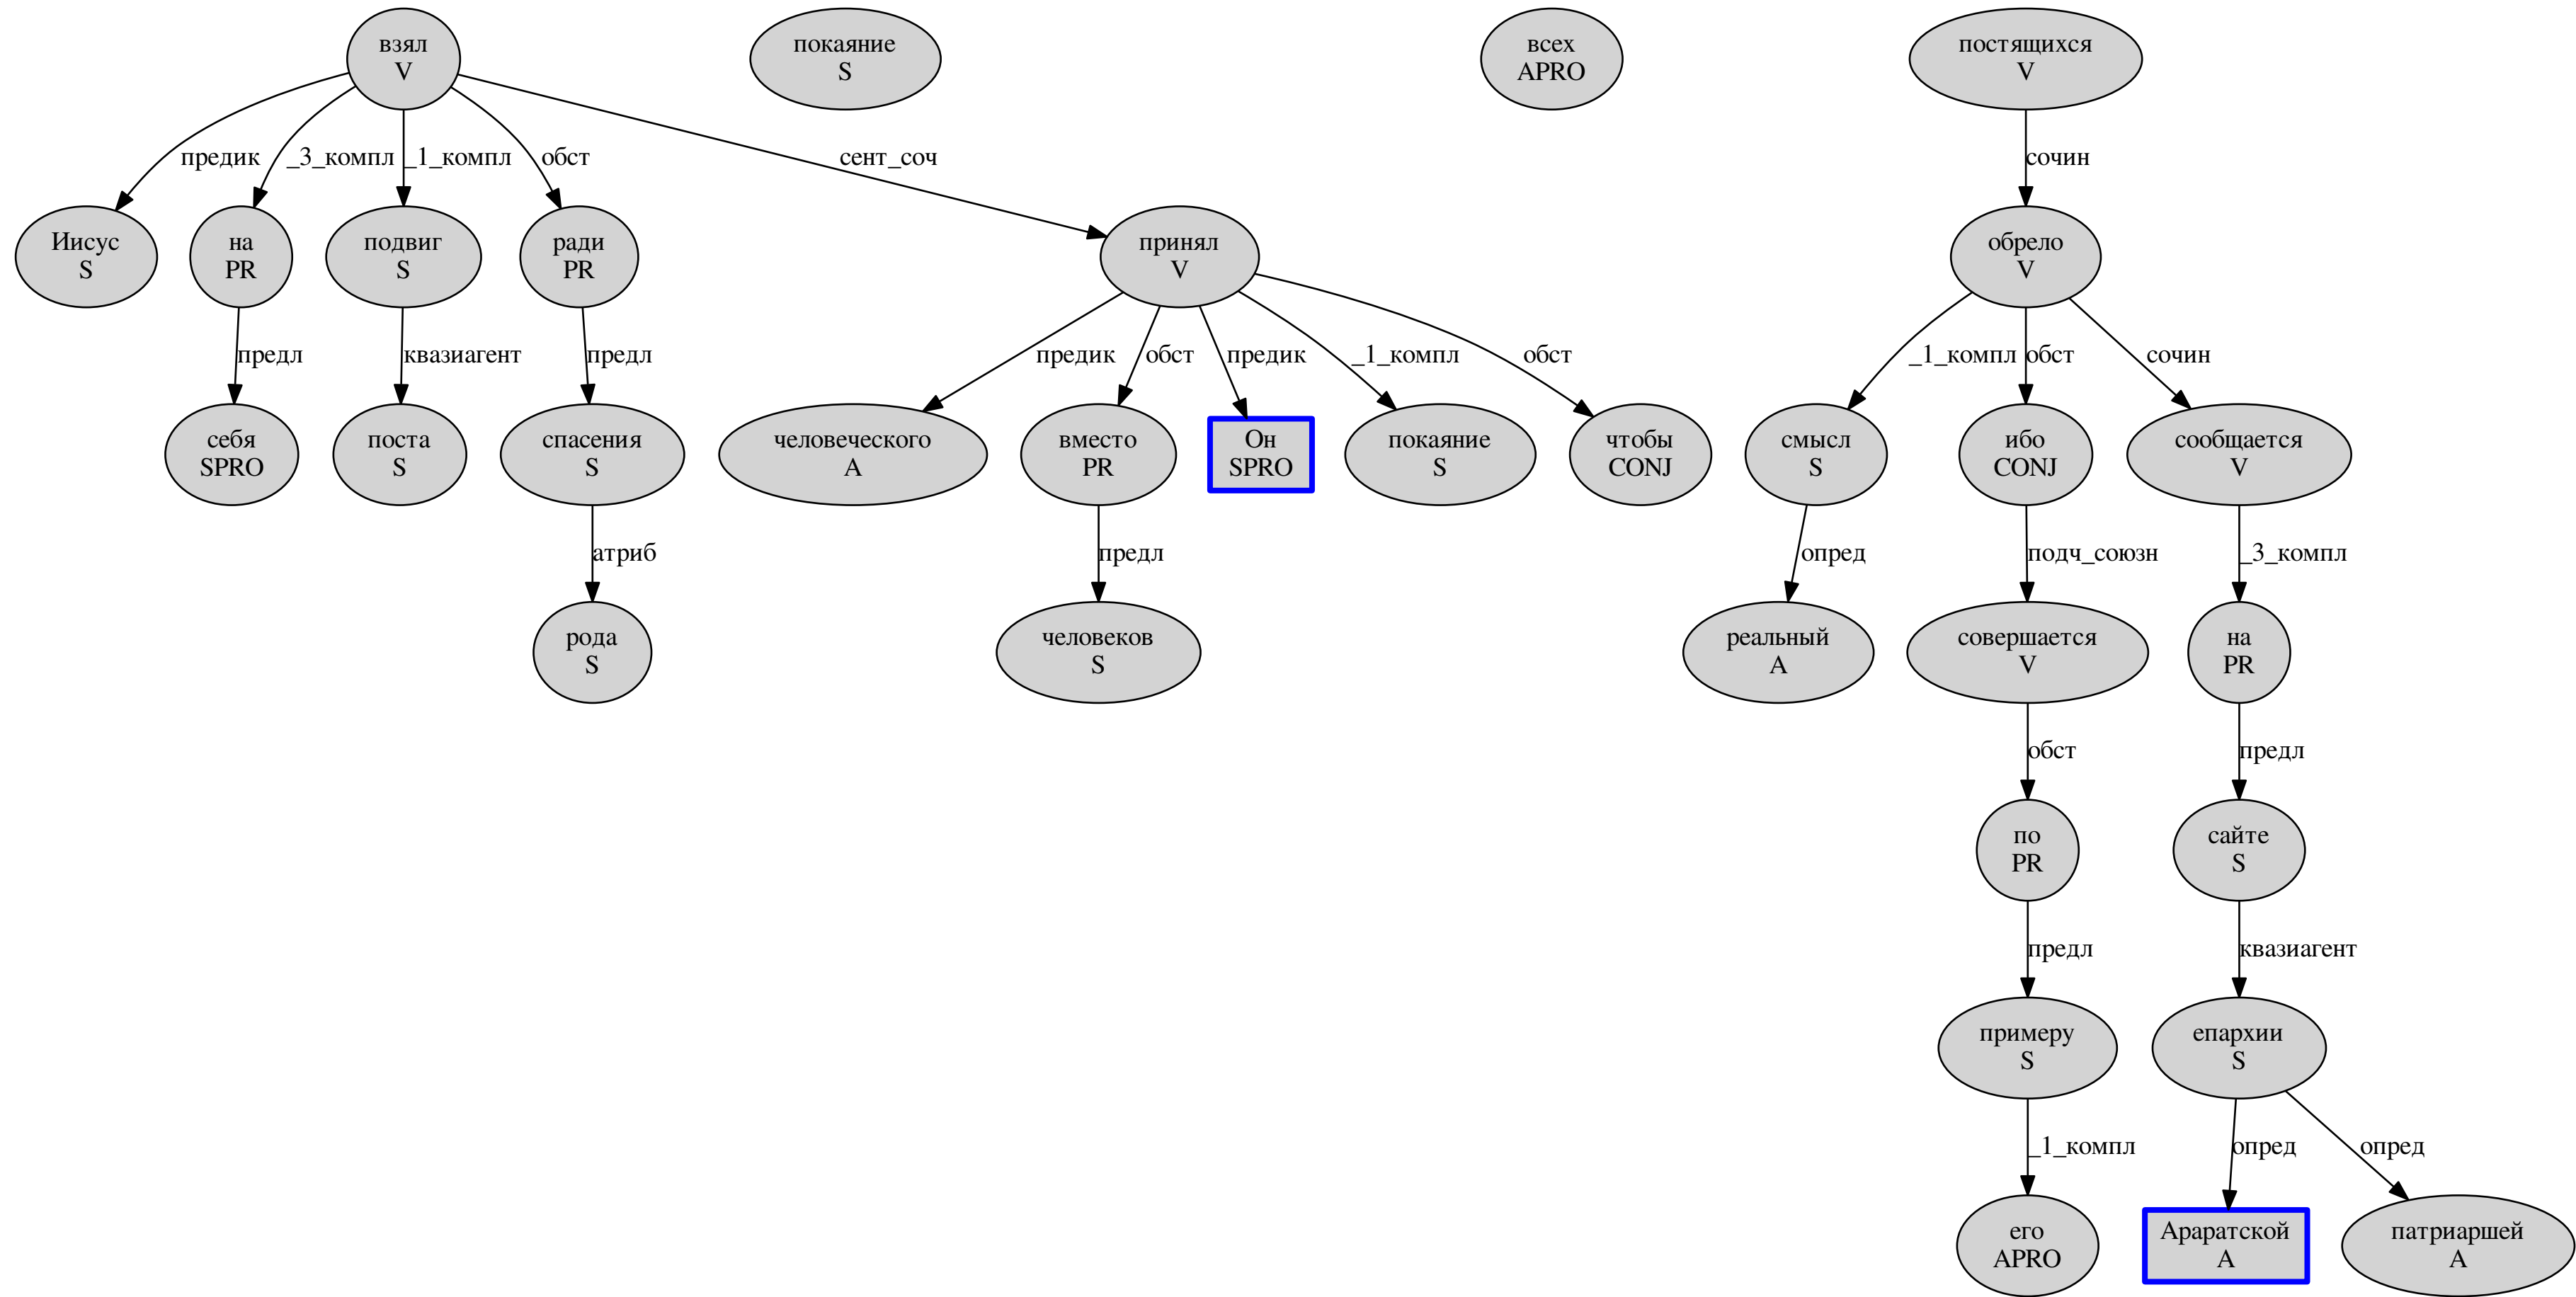 взял
V
покаяние
S
всех
APRO
постящихся
V
предик
_3_компл
_1_компл
обст
сент_соч
сочин
Иисус
S
на
PR
подвиг
S
ради
PR
принял
V
обрело
V
предл
квазиагент
предл
предик
обст
предик
_1_компл
обст
_1_компл
обст
сочин
себя
SPRO
поста
S
спасения
S
человеческого
A
вместо
PR
Он
SPRO
покаяние
S
чтобы
CONJ
смысл
S
ибо
CONJ
сообщается
V
атриб
предл
опред
подч_союзн
_3_компл
рода
S
человеков
S
реальный
A
совершается
V
на
PR
обст
предл
по
PR
сайте
S
предл
квазиагент
примеру
S
епархии
S
_1_компл
опред
опред
его
APRO
Араратской
A
патриаршей
A